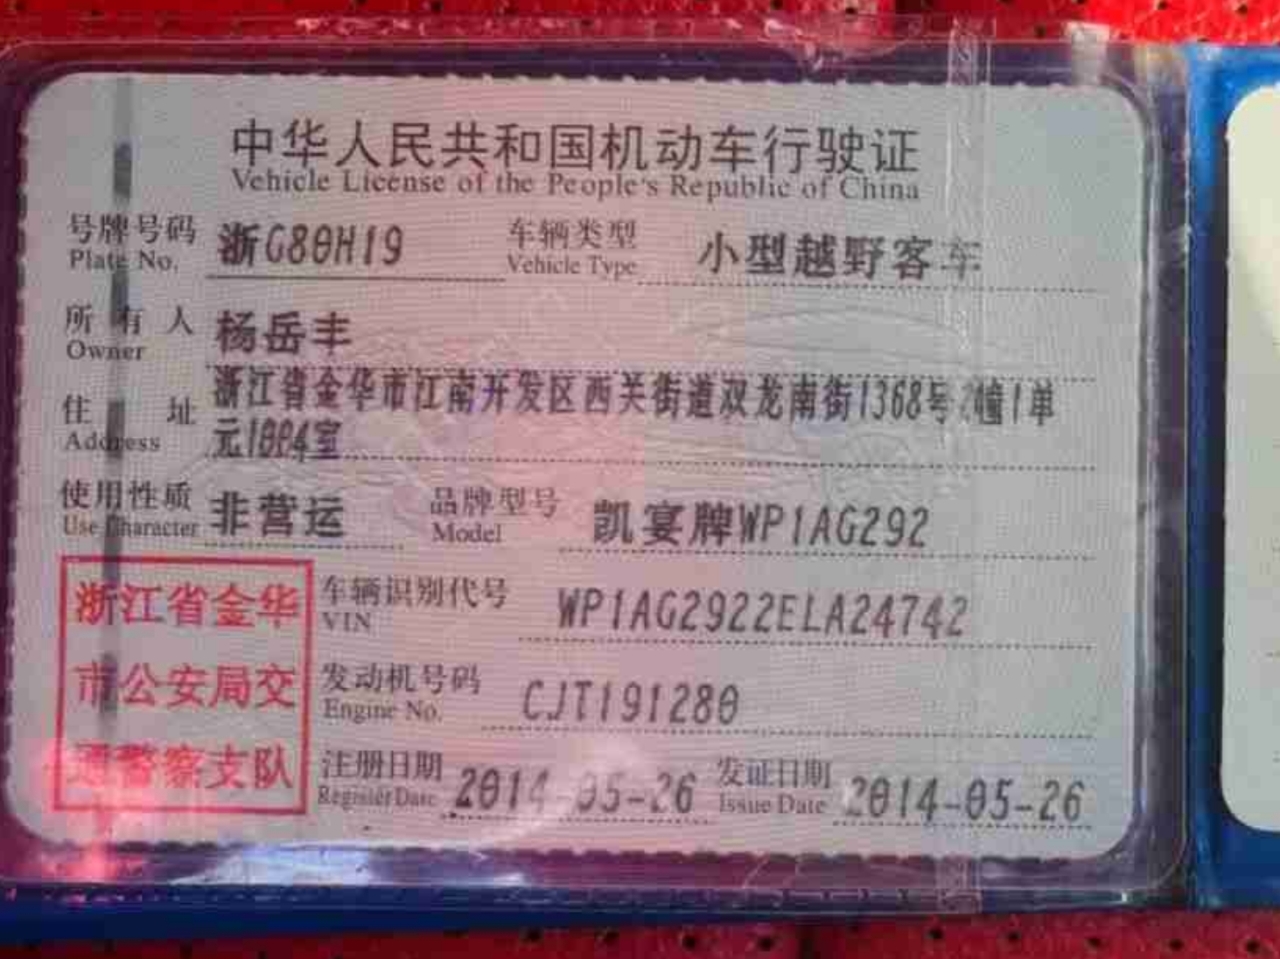 中华人民共和国机动车行驶证
Vehicle License of the People's Republic of China
号牌号码 浙G80H19 车辆类型 小型越野客车
Plate No. Vehicle Type
所有人 杨岳丰
Owner
住址 浙江省金华市江南开发区西关街道双龙南街1368号 幢1单
Address 元1004室
使用性质 非营运 品牌型号 凯宴牌WP1AG292
Use Character Model
浙江省金华 车辆识别代号 WP1AG2922ELA24742
VIN
市公安局交 发动机号码 CJT191280
Engine No.
通警察支队 注册日期 2014-05-26 发证日期 2014-05-26
Register Date Issue Date